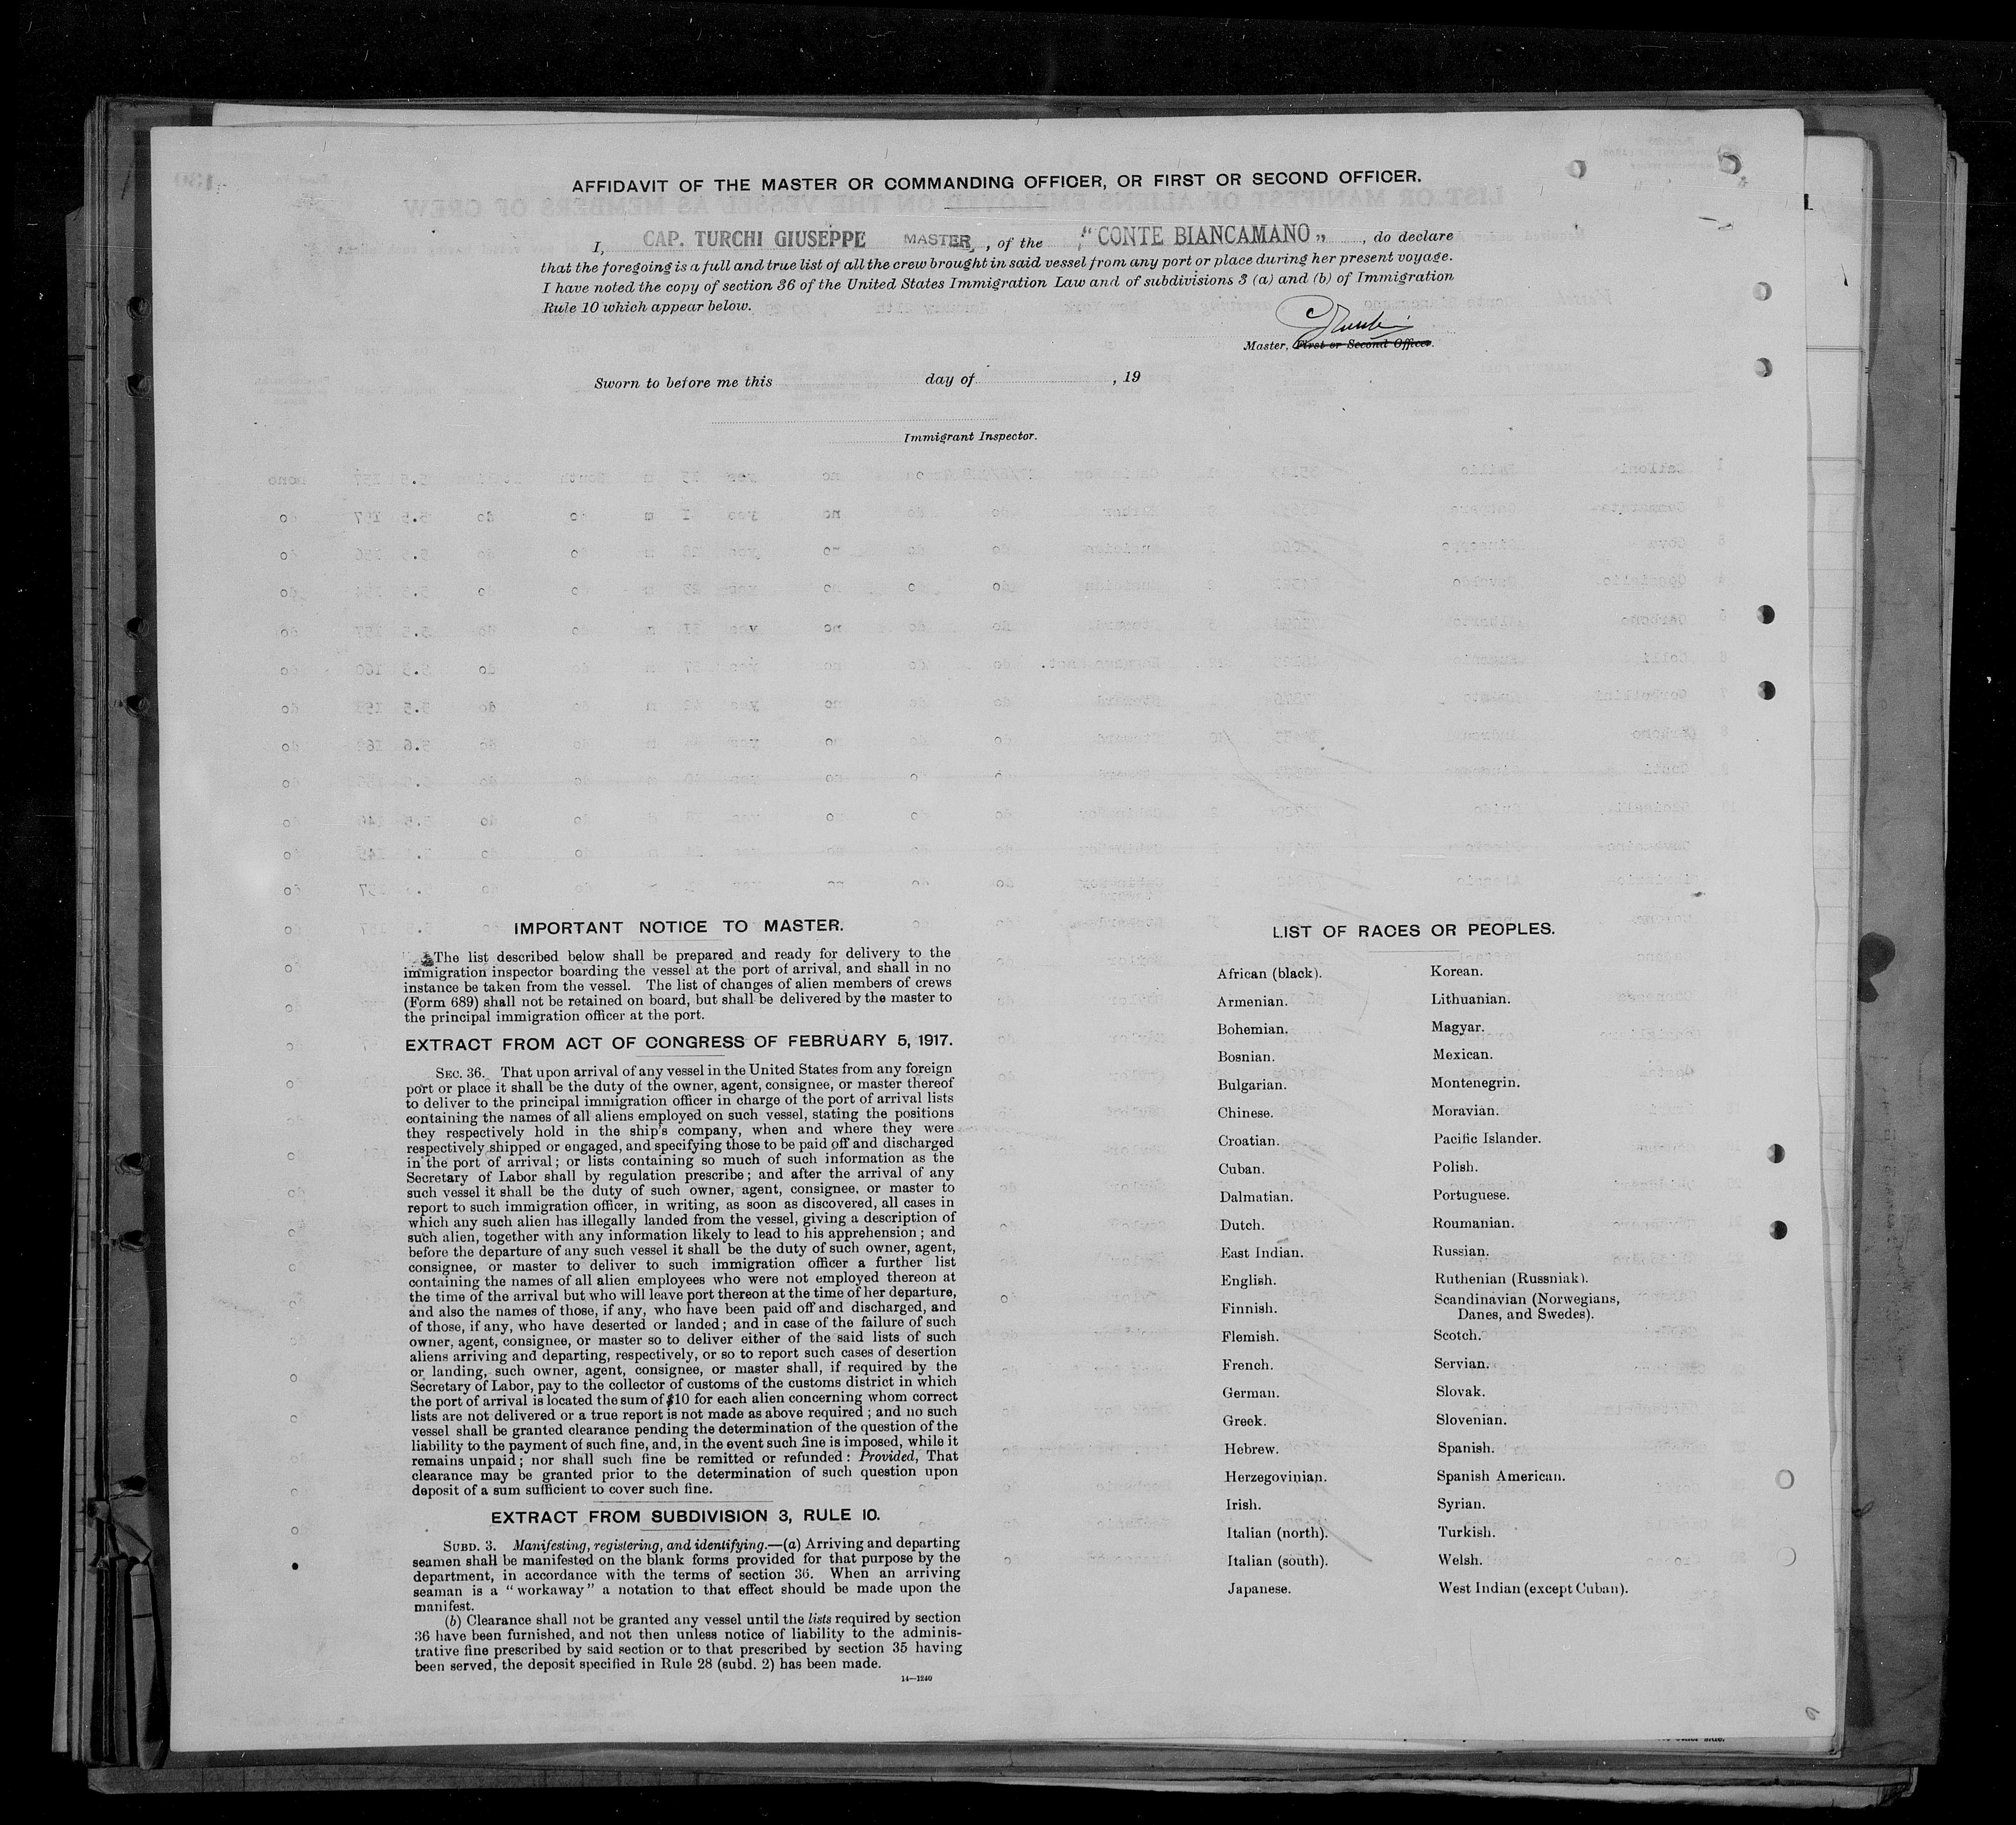 AFFIDAVIT OF THE MASTER OR COMMANDING OFFICER, OR FIRST OR SECOND OFFICER.
I, CAP. TURCHI GIUSEPPE MASTER, of the "CONTE BIANCAMANO", do declare
that the foregoing is a full and true list of all the crew brought in said vessel from any port or place during her present voyage.
I have noted the copy of section 36 of the United States Immigration Law and of subdivisions 3 (a) and (b) of Immigration
Rule 10 which appear below.
Master, First or Second Officer.
Sworn to before me this day of , 19
Immigrant Inspector.
IMPORTANT NOTICE TO MASTER.
The list described below shall be prepared and ready for delivery to the
immigration inspector boarding the vessel at the port of arrival, and shall in no
instance be taken from the vessel. The list of changes of alien members of crews
(Form 689) shall not be retained on board, but shall be delivered by the master to
the principal immigration officer at the port.
EXTRACT FROM ACT OF CONGRESS OF FEBRUARY 5, 1917.
SEC. 36. That upon arrival of any vessel in the United States from any foreign
port or place it shall be the duty of the owner, agent, consignee, or master thereof
to deliver to the principal immigration officer in charge of the port of arrival lists
containing the names of all aliens employed on such vessel, stating the positions
they respectively hold in the ship's company, when and where they were
respectively shipped or engaged, and specifying those to be paid off and discharged
in the port of arrival; or lists containing so much of such information as the
Secretary of Labor shall by regulation prescribe; and after the arrival of any
such vessel it shall be the duty of such owner, agent, consignee, or master to
report to such immigration officer, in writing, as soon as discovered, all cases in
which any such alien has illegally landed from the vessel, giving a description of
such alien, together with any information likely to lead to his apprehension; and
before the departure of any such vessel it shall be the duty of such owner, agent,
consignee, or master to deliver to such immigration officer a further list
containing the names of all alien employees who were not employed thereon at
the time of the arrival but who will leave port thereon at the time of her departure,
and also the names of those, if any, who have been paid off and discharged, and
of those, if any, who have deserted or landed; and in case of the failure of such
owner, agent, consignee, or master so to deliver either of the said lists of such
aliens arriving and departing, respectively, or so to report such cases of desertion
or landing, such owner, agent, consignee, or master shall, if required by the
Secretary of Labor, pay to the collector of customs of the customs district in which
the port of arrival is located the sum of $10 for each alien concerning whom correct
lists are not delivered or a true report is not made as above required; and no such
vessel shall be granted clearance pending the determination of the question of the
liability to the payment of such fine, and, in the event such fine is imposed, while it
remains unpaid; nor shall such fine be remitted or refunded: Provided, That
clearance may be granted prior to the determination of such question upon
deposit of a sum sufficient to cover such fine.
EXTRACT FROM SUBDIVISION 3, RULE 10.
SUBD. 3. Manifesting, registering, and identifying.—(a) Arriving and departing
seamen shall be manifested on the blank forms provided for that purpose by the
department, in accordance with the terms of section 36. When an arriving
seaman is a "workaway" a notation to that effect should be made upon the
manifest.
(b) Clearance shall not be granted any vessel until the lists required by section
36 have been furnished, and not then unless notice of liability to the adminis-
trative fine prescribed by said section or to that prescribed by section 35 having
been served, the deposit specified in Rule 28 (subd. 2) has been made.
14—1240
LIST OF RACES OR PEOPLES.
African (black).
Armenian.
Bohemian.
Bosnian.
Bulgarian.
Chinese.
Croatian.
Cuban.
Dalmatian.
Dutch.
East Indian.
English.
Finnish.
Flemish.
French.
German.
Greek.
Hebrew.
Herzegovinian.
Irish.
Italian (north).
Italian (south).
Japanese.
Korean.
Lithuanian.
Magyar.
Mexican.
Montenegrin.
Moravian.
Pacific Islander.
Polish.
Portuguese.
Roumanian.
Russian.
Ruthenian (Russniak).
Scandinavian (Norwegians,
Danes, and Swedes).
Scotch.
Servian.
Slovak.
Slovenian.
Spanish.
Spanish American.
Syrian.
Turkish.
Welsh.
West Indian (except Cuban).